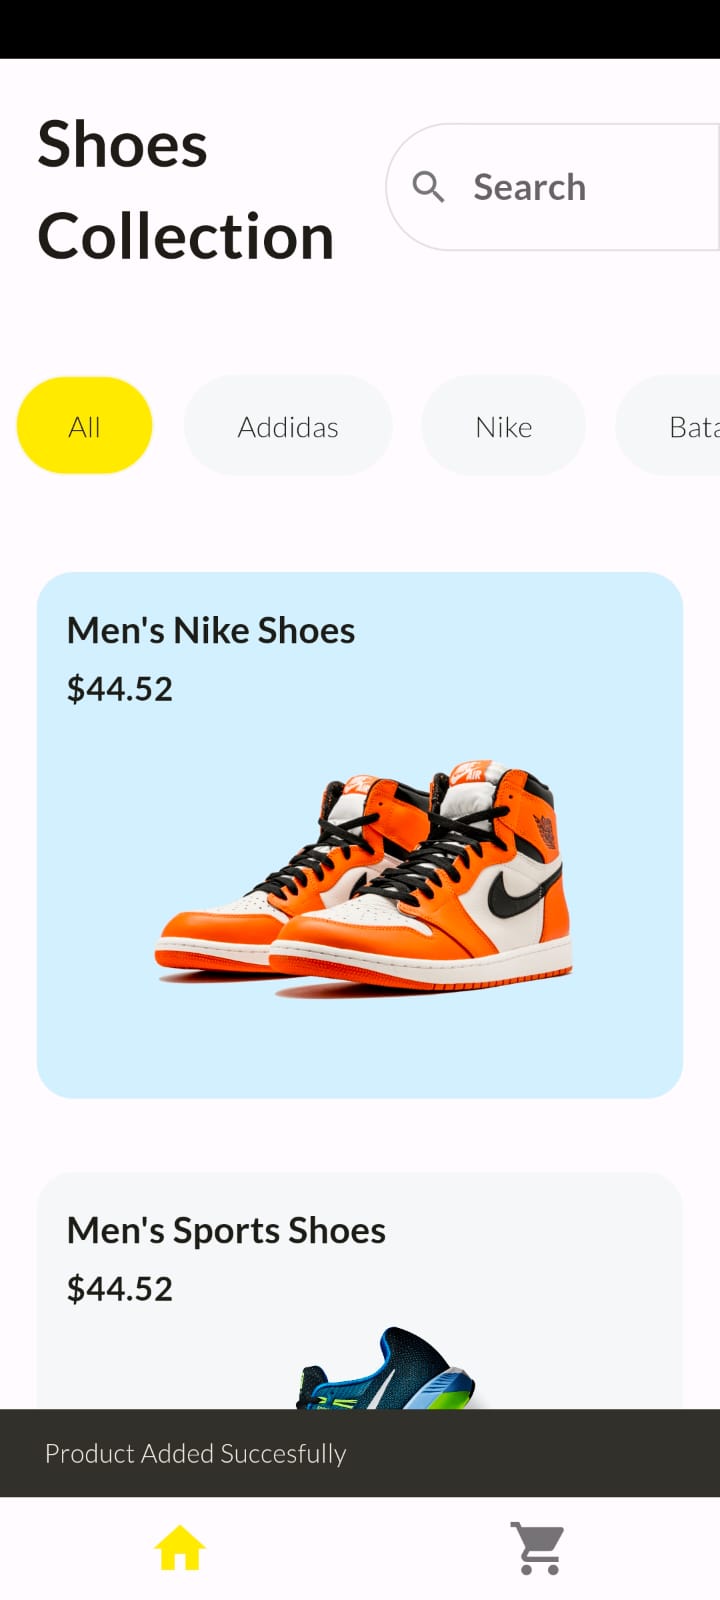 Shoes
Collection
Search
All
Addidas
Nike
Bata
Men's Nike Shoes
$44.52
AIR
Men's Sports Shoes
$44.52
Product Added Succesfully